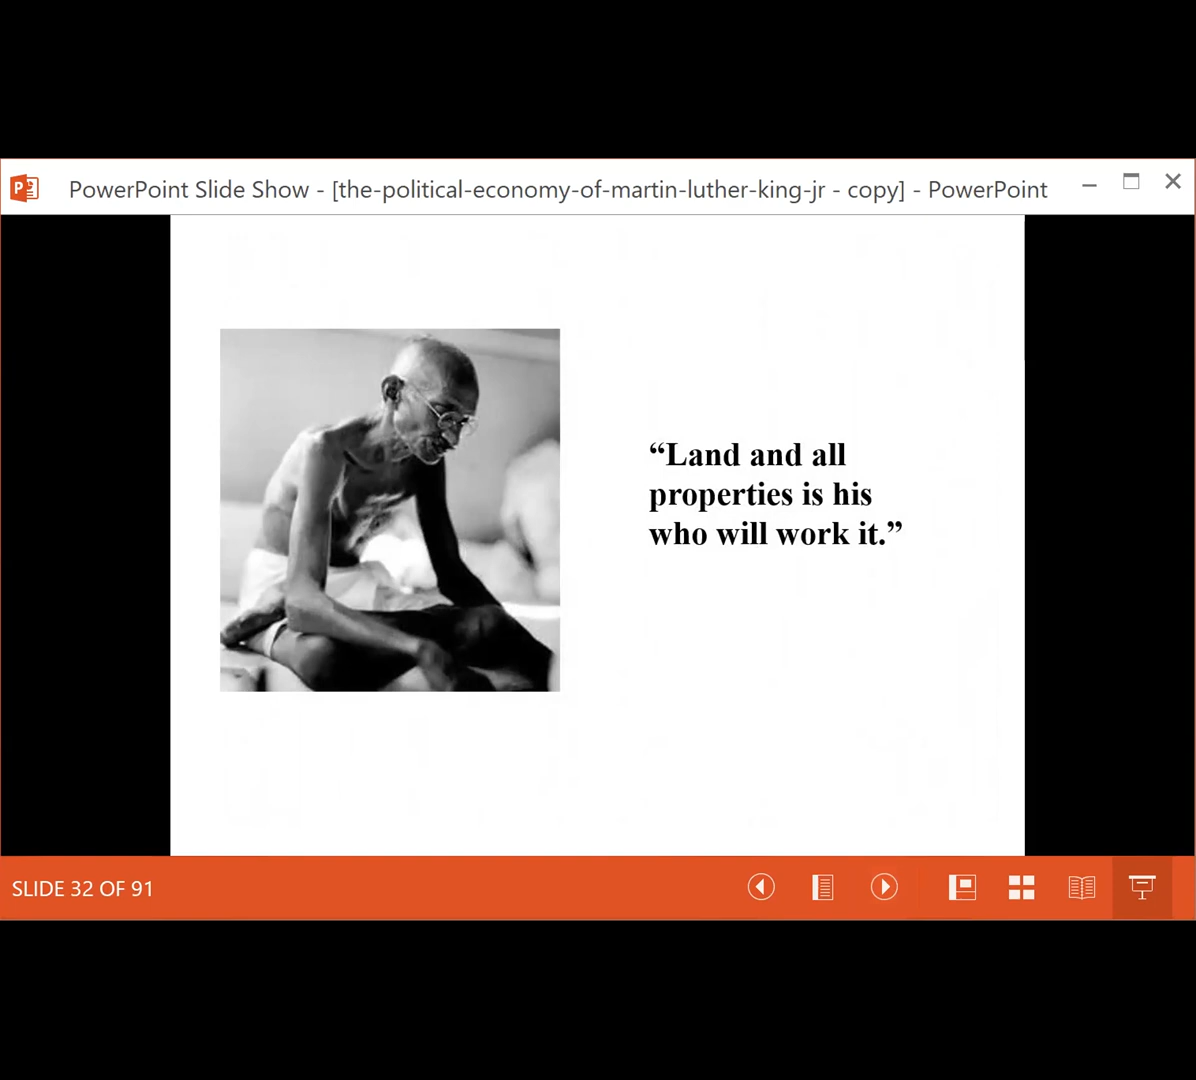 PowerPoint Slide Show - [the-political-economy-of-martin-luther-king-jr - copy] - PowerPoint
“Land and all
properties is his
who will work it.”
SLIDE 32 OF 91